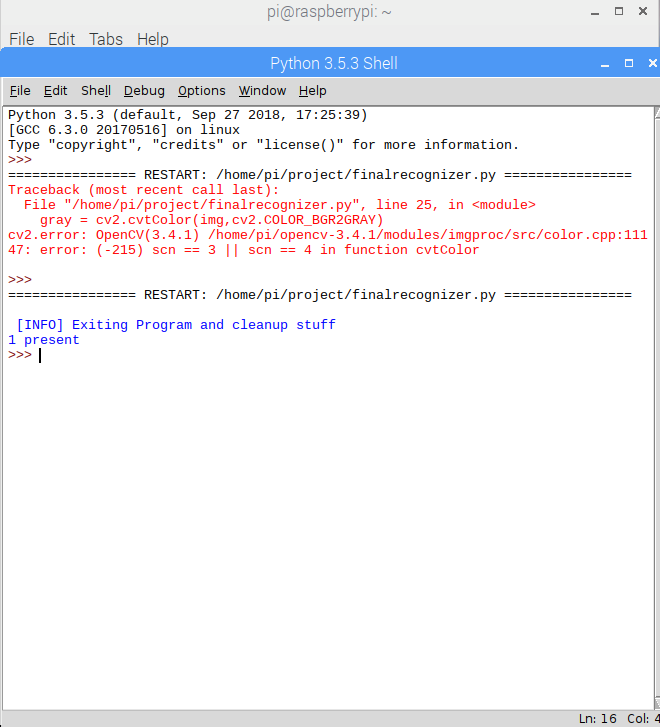 pi@raspberrypi: ~
File Edit Tabs Help
Python 3.5.3 Shell
File Edit Shell Debug Options Window Help
Python 3.5.3 (default, Sep 27 2018, 17:25:39)
[GCC 6.3.0 20170516] on linux
Type "copyright", "credits" or "license()" for more information.
>>>
================ RESTART: /home/pi/project/finalrecognizer.py ================
Traceback (most recent call last):
  File "/home/pi/project/finalrecognizer.py", line 25, in <module>
    gray = cv2.cvtColor(img,cv2.COLOR_BGR2GRAY)
cv2.error: OpenCV(3.4.1) /home/pi/opencv-3.4.1/modules/imgproc/src/color.cpp:111
47: error: (-215) scn == 3 || scn == 4 in function cvtColor
>>>
================ RESTART: /home/pi/project/finalrecognizer.py ================
 [INFO] Exiting Program and cleanup stuff
1 present
>>>
Ln: 16 Col: 4